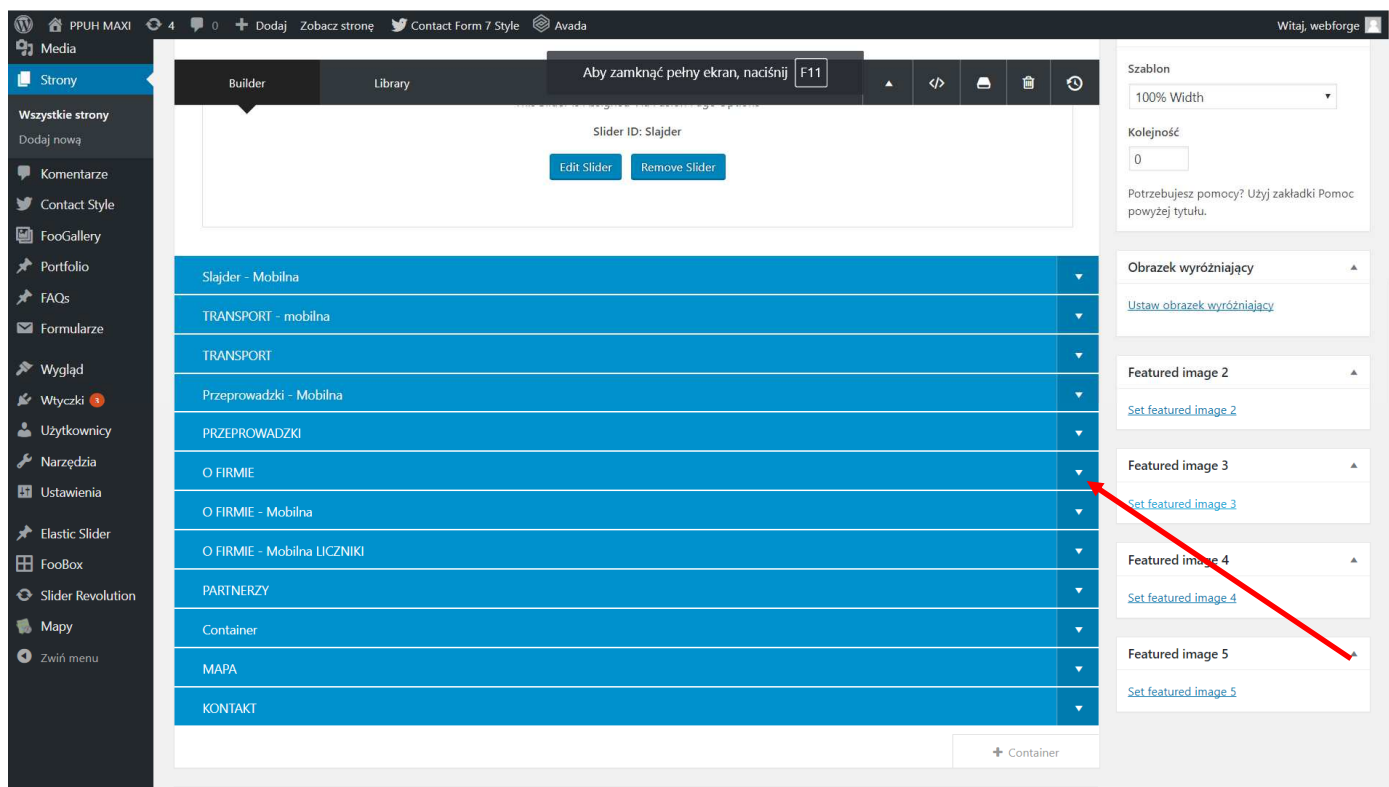 PPUH MAXI 4 0 + Dodaj Zobacz stronę Contact Form 7 Style Avada Witaj, webforge
Media
Strony
Wszystkie strony
Dodaj nową
Komentarze
Contact Style
FooGallery
Portfolio
FAQs
Formularze
Wygląd
Wtyczki 3
Użytkownicy
Narzędzia
Ustawienia
Elastic Slider
FooBox
Slider Revolution
Mapy
Zwiń menu
Builder Library
Aby zamknąć pełny ekran, naciśnij F11
Slider ID: Slajder
Edit Slider Remove Slider
Slajder - Mobilna
TRANSPORT - mobilna
TRANSPORT
Przeprowadzki - Mobilna
PRZEPROWADZKI
O FIRMIE
O FIRMIE - Mobilna
O FIRMIE - Mobilna LICZNIKI
PARTNERZY
Container
MAPA
KONTAKT
+ Container
Szablon
100% Width
Kolejność
0
Potrzebujesz pomocy? Użyj zakładki Pomoc
powyżej tytułu.
Obrazek wyróżniający
Ustaw obrazek wyróżniający
Featured image 2
Set featured image 2
Featured image 3
Set featured image 3
Featured image 4
Set featured image 4
Featured image 5
Set featured image 5